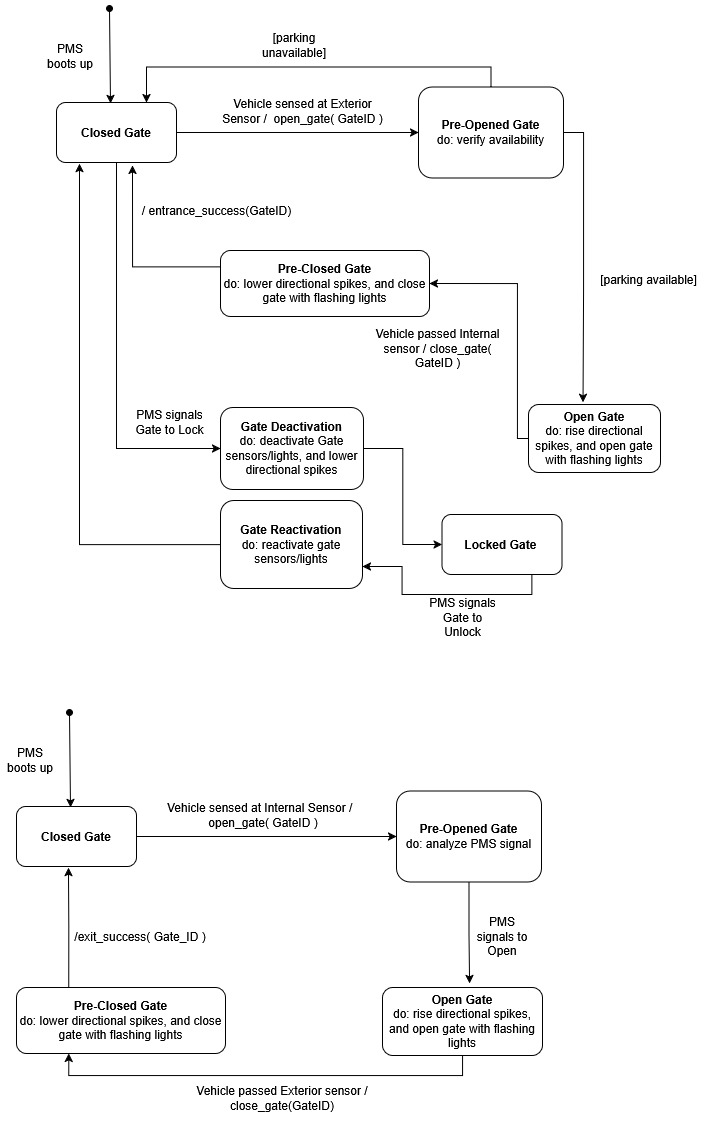 PMS
boots up
[parking
unavailable]
Closed Gate
Vehicle sensed at Exterior
Sensor / open_gate( GateID )
Pre-Opened Gate
do: verify availability
/ entrance_success(GateID)
Pre-Closed Gate
do: lower directional spikes, and close
gate with flashing lights
[parking available]
Vehicle passed Internal
sensor / close_gate(
GateID )
PMS signals
Gate to Lock
Gate Deactivation
do: deactivate Gate
sensors/lights, and lower
directional spikes
Open Gate
do: rise directional
spikes, and open gate
with flashing lights
Gate Reactivation
do: reactivate gate
sensors/lights
Locked Gate
PMS signals
Gate to
Unlock
PMS
boots up
Closed Gate
Vehicle sensed at Internal Sensor /
open_gate( GateID )
Pre-Opened Gate
do: analyze PMS signal
PMS
signals to
Open
/exit_success( Gate_ID )
Pre-Closed Gate
do: lower directional spikes, and close
gate with flashing lights
Open Gate
do: rise directional spikes,
and open gate with flashing
lights
Vehicle passed Exterior sensor /
close_gate(GateID)